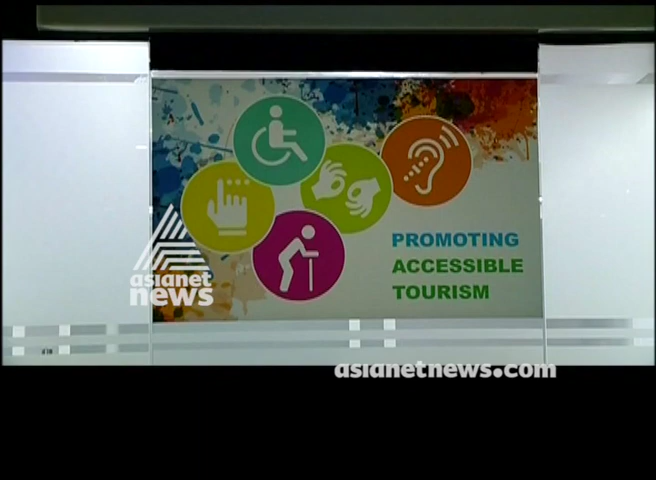 PROMOTING
ACCESSIBLE
TOURISM
asianet
news
asianetnews.com